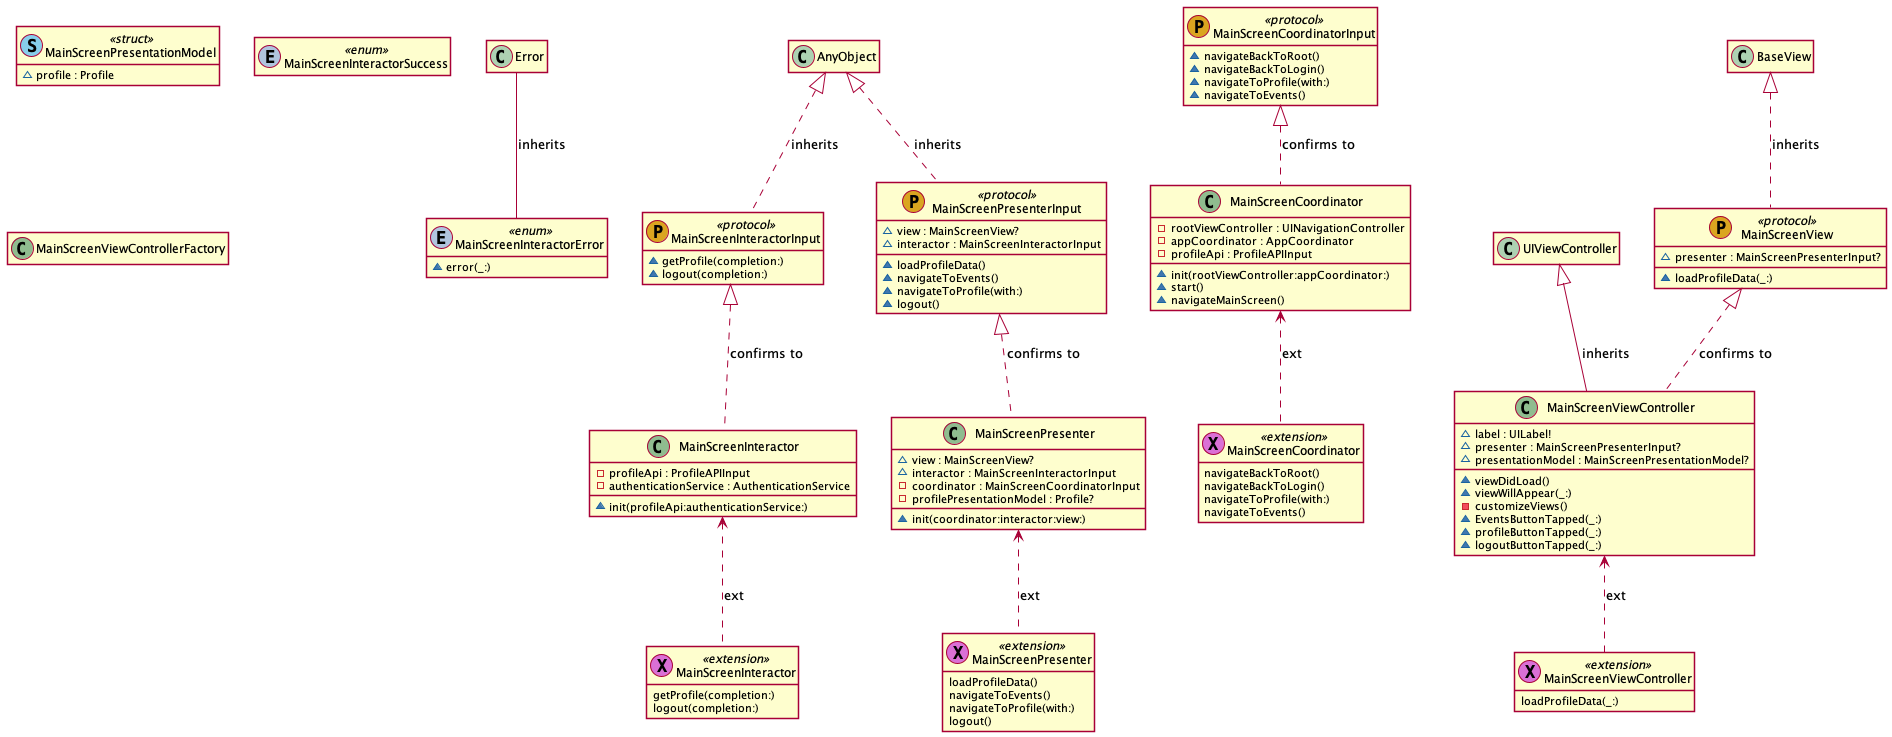 S
«struct»
MainScreenPresentationModel
profile : Profile
E
«enum»
MainScreenInteractorSuccess
C
Error
C
AnyObject
P
«protocol»
MainScreenCoordinatorInput
navigateBackToRoot()
navigateBackToLogin()
navigateToProfile(with:)
navigateToEvents()
C
BaseView
inherits
inherits
inherits
confirms to
inherits
C
MainScreenViewControllerFactory
E
«enum»
MainScreenInteractorError
error(_:)
P
«protocol»
MainScreenInteractorInput
getProfile(completion:)
logout(completion:)
P
«protocol»
MainScreenPresenterInput
view : MainScreenView?
interactor : MainScreenInteractorInput
loadProfileData()
navigateToEvents()
navigateToProfile(with:)
logout()
C
MainScreenCoordinator
rootViewController : UINavigationController
appCoordinator : AppCoordinator
profileApi : ProfileAPIInput
init(rootViewController:appCoordinator:)
start()
navigateMainScreen()
C
UIViewController
P
«protocol»
MainScreenView
presenter : MainScreenPresenterInput?
loadProfileData(_:)
confirms to
confirms to
ext
inherits
confirms to
C
MainScreenInteractor
profileApi : ProfileAPIInput
authenticationService : AuthenticationService
init(profileApi:authenticationService:)
C
MainScreenPresenter
view : MainScreenView?
interactor : MainScreenInteractorInput
coordinator : MainScreenCoordinatorInput
profilePresentationModel : Profile?
init(coordinator:interactor:view:)
X
«extension»
MainScreenCoordinator
navigateBackToRoot()
navigateBackToLogin()
navigateToProfile(with:)
navigateToEvents()
C
MainScreenViewController
label : UILabel!
presenter : MainScreenPresenterInput?
presentationModel : MainScreenPresentationModel?
viewDidLoad()
viewWillAppear(_:)
customizeViews()
EventsButtonTapped(_:)
profileButtonTapped(_:)
logoutButtonTapped(_:)
ext
ext
ext
X
«extension»
MainScreenInteractor
getProfile(completion:)
logout(completion:)
X
«extension»
MainScreenPresenter
loadProfileData()
navigateToEvents()
navigateToProfile(with:)
logout()
X
«extension»
MainScreenViewController
loadProfileData(_:)